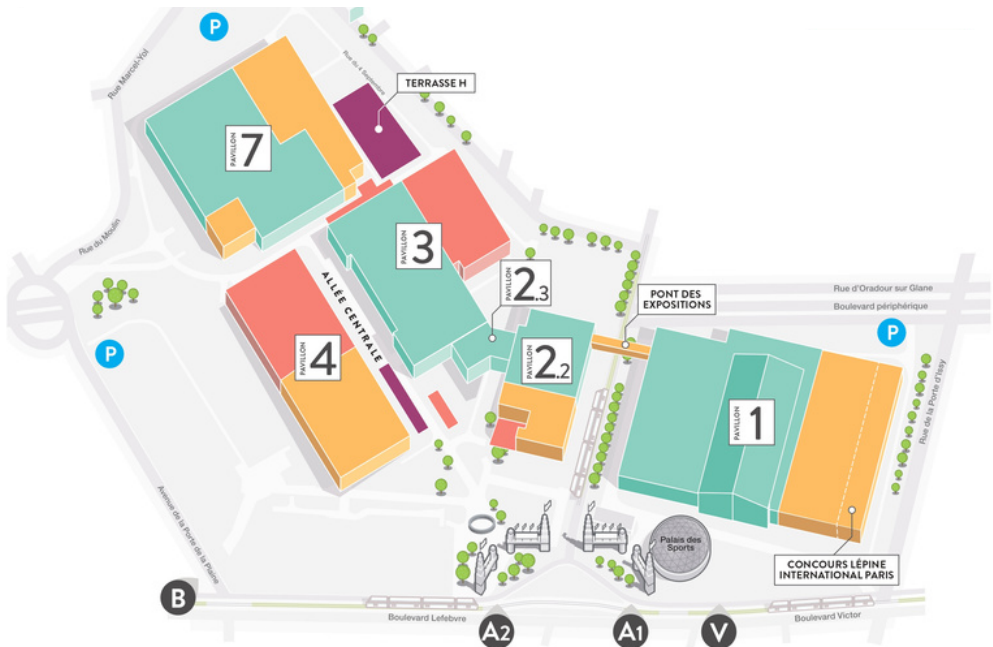 P
Rue Marcel-Yol
Rue du 4 Septembre
TERRASSE H
PAVILLON 7
PAVILLON 3
Rue du Moulin
ALLÉE CENTRALE
PAVILLON 2.3
PONT DES
EXPOSITIONS
Rue d'Oradour sur Glane
Boulevard périphérique
P
P
PAVILLON 4
PAVILLON 2.2
PAVILLON 1
Rue de la Porte d'Issy
Avenue de la Porte de la Plaine
Palais des
Sports
CONCOURS LÉPINE
INTERNATIONAL PARIS
B
Boulevard Lefebvre
A2
A1
V
Boulevard Victor